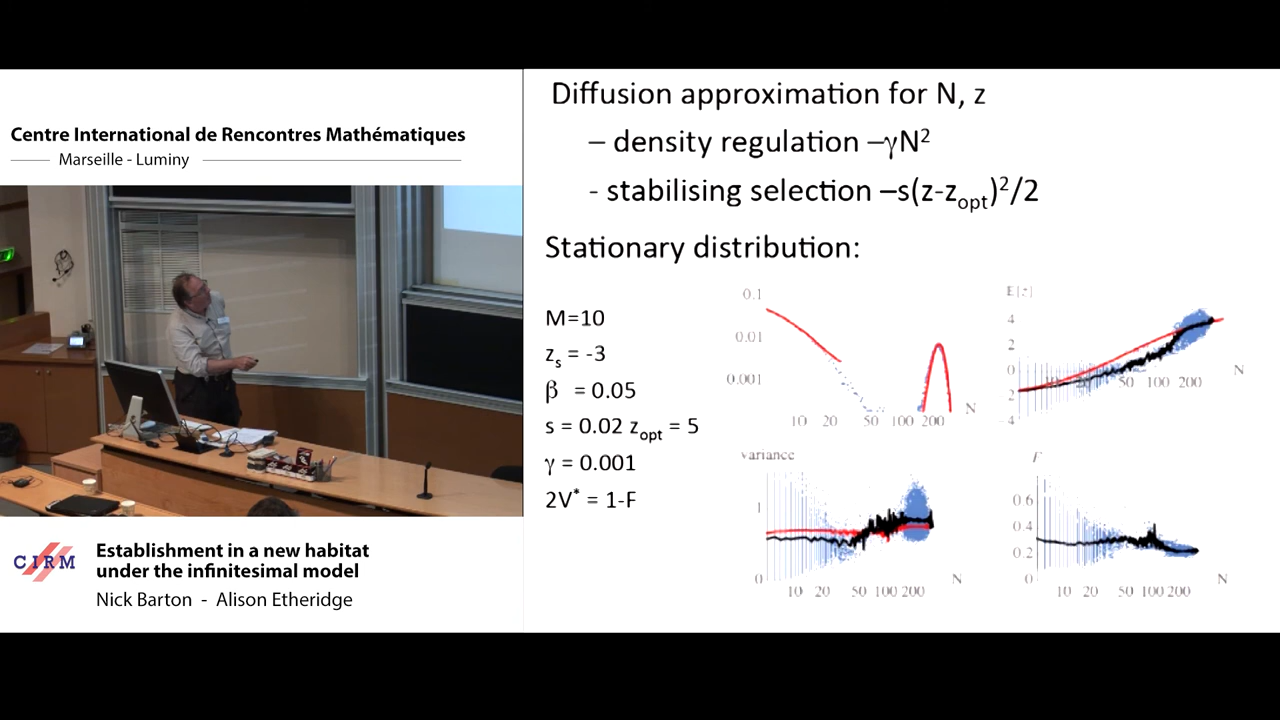 Centre International de Rencontres Mathématiques
Marseille - Luminy
CIRM
Establishment in a new habitat
under the infinitesimal model
Nick Barton - Alison Etheridge
Diffusion approximation for N, z
– density regulation –γN²
- stabilising selection –s(z-z_opt)²/2
Stationary distribution:
M=10
z_s = -3
β = 0.05
s = 0.02 z_opt = 5
γ = 0.001
2V* = 1-F
0.1
0.01
0.001
10 20 50 100 200 N
E[z]
4
2
0
2
-4
10 20 50 100 200 N
variance
1
0
10 20 50 100 200 N
F
0.6
0.4
0.2
0
10 20 50 100 200 N